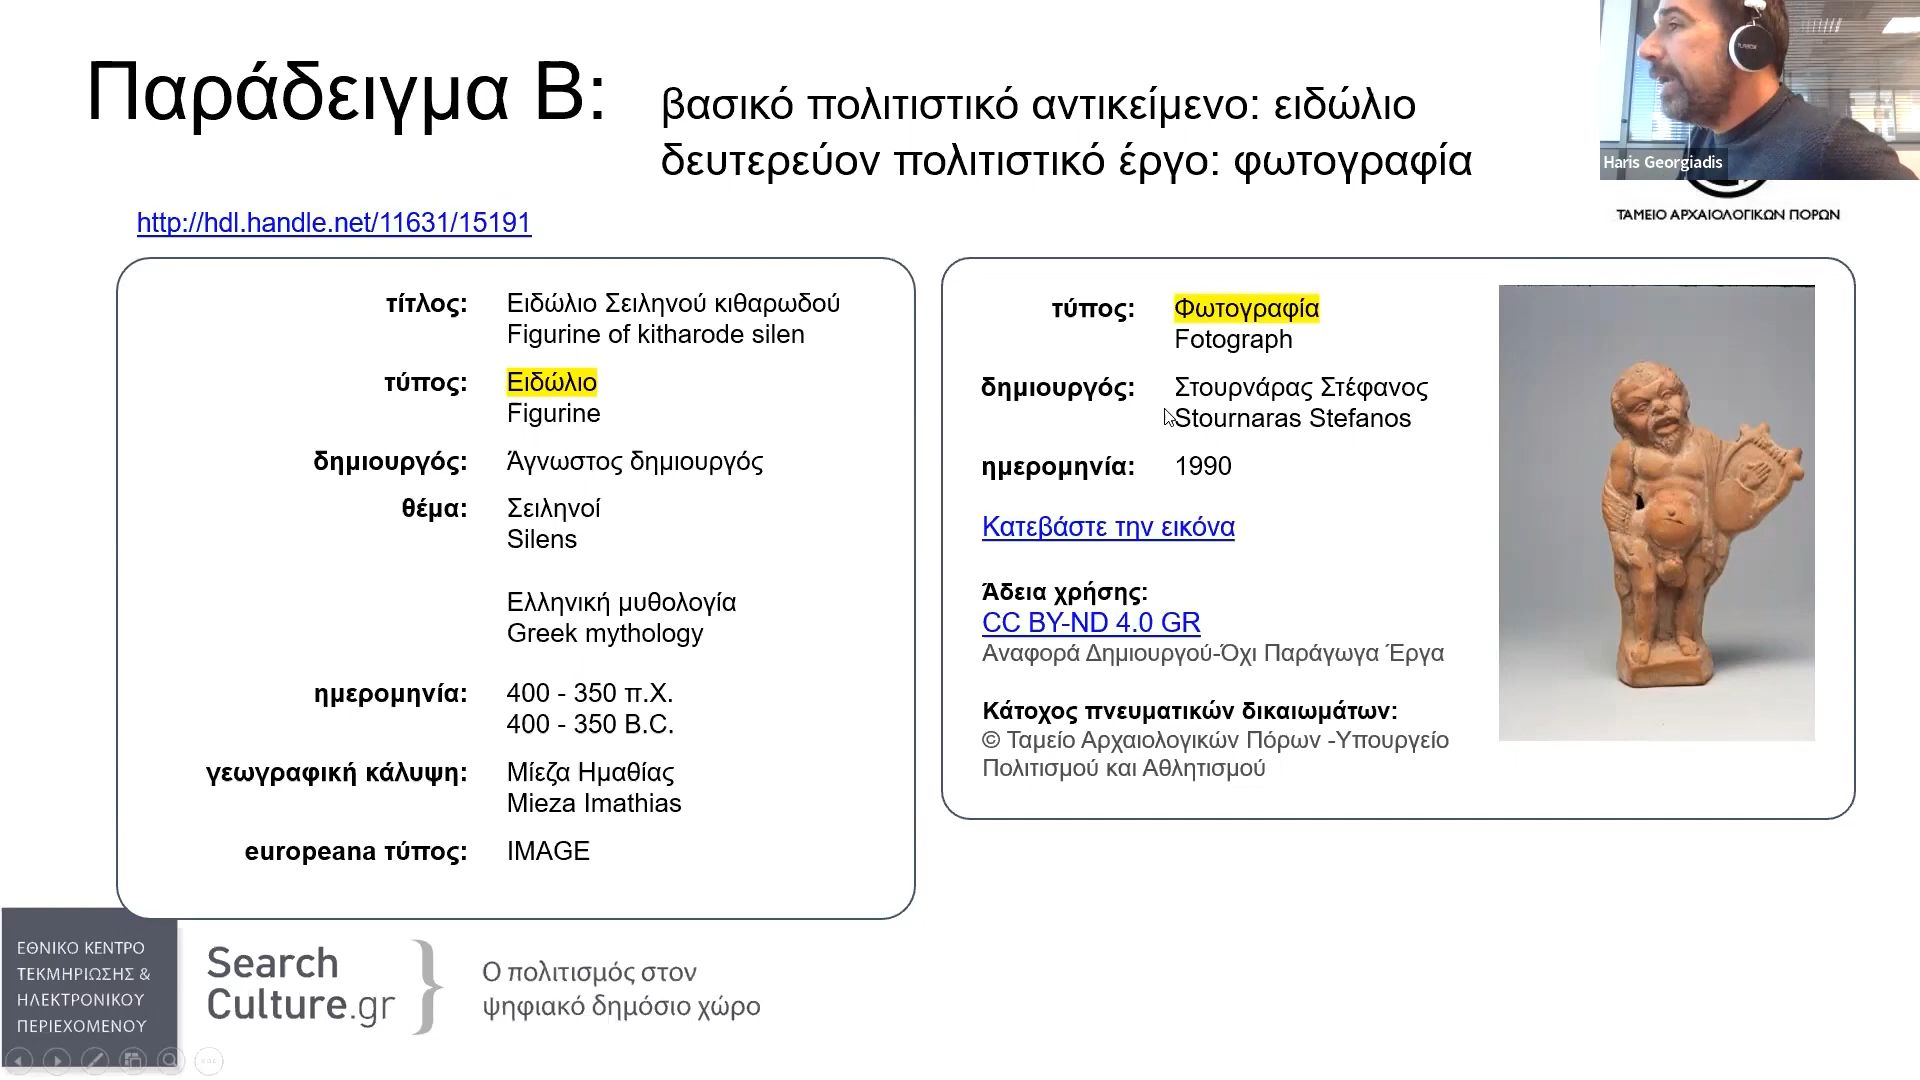 Παράδειγμα Β:
βασικό πολιτιστικό αντικείμενο: ειδώλιο
δευτερεύον πολιτιστικό έργο: φωτογραφία
Haris Georgiadis
ΤΑΜΕΙΟ ΑΡΧΑΙΟΛΟΓΙΚΩΝ ΠΟΡΩΝ
http://hdl.handle.net/11631/15191
τίτλος: Ειδώλιο Σειληνού κιθαρωδού
Figurine of kitharode silen
τύπος: Ειδώλιο
Figurine
δημιουργός: Άγνωστος δημιουργός
θέμα: Σειληνοί
Silens
Ελληνική μυθολογία
Greek mythology
ημερομηνία: 400 - 350 π.Χ.
400 - 350 B.C.
γεωγραφική κάλυψη: Μίεζα Ημαθίας
Mieza Imathias
europeana τύπος: IMAGE
τύπος: Φωτογραφία
Fotograph
δημιουργός: Στουρνάρας Στέφανος
Stournaras Stefanos
ημερομηνία: 1990
Κατεβάστε την εικόνα
Άδεια χρήσης:
CC BY-ND 4.0 GR
Αναφορά Δημιουργού-Όχι Παράγωγα Έργα
Κάτοχος πνευματικών δικαιωμάτων:
© Ταμείο Αρχαιολογικών Πόρων -Υπουργείο
Πολιτισμού και Αθλητισμού
ΕΘΝΙΚΟ ΚΕΝΤΡΟ
ΤΕΚΜΗΡΙΩΣΗΣ &
ΗΛΕΚΤΡΟΝΙΚΟΥ
ΠΕΡΙΕΧΟΜΕΝΟΥ
Search
Culture.gr
Ο πολιτισμός στον
ψηφιακό δημόσιο χώρο